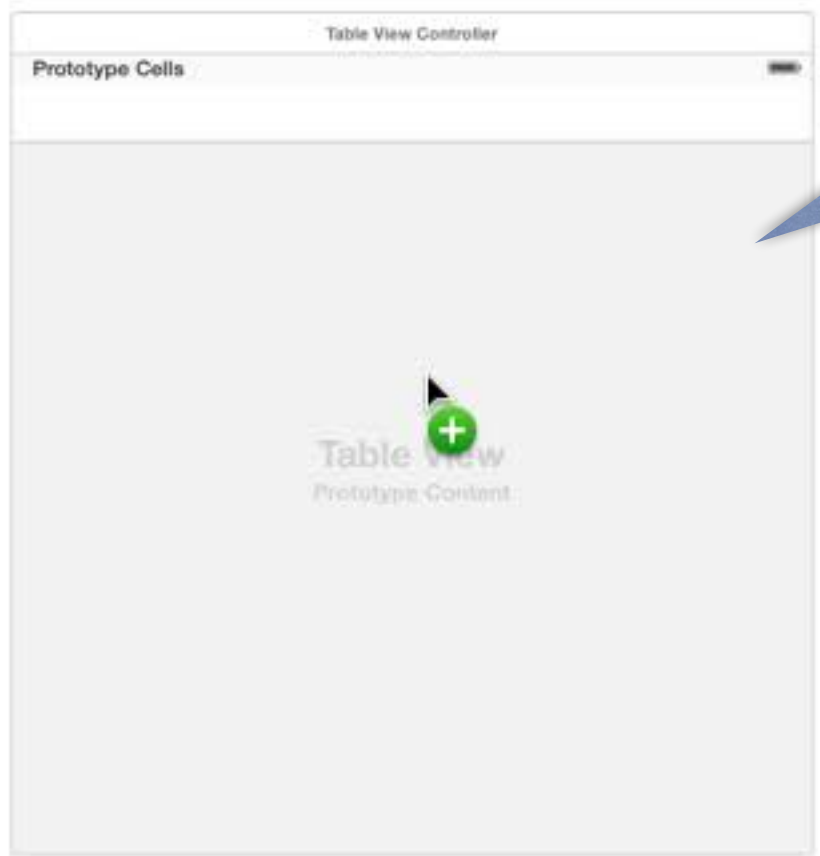 Table View Controller
Prototype Cells
Table View
Prototype Content